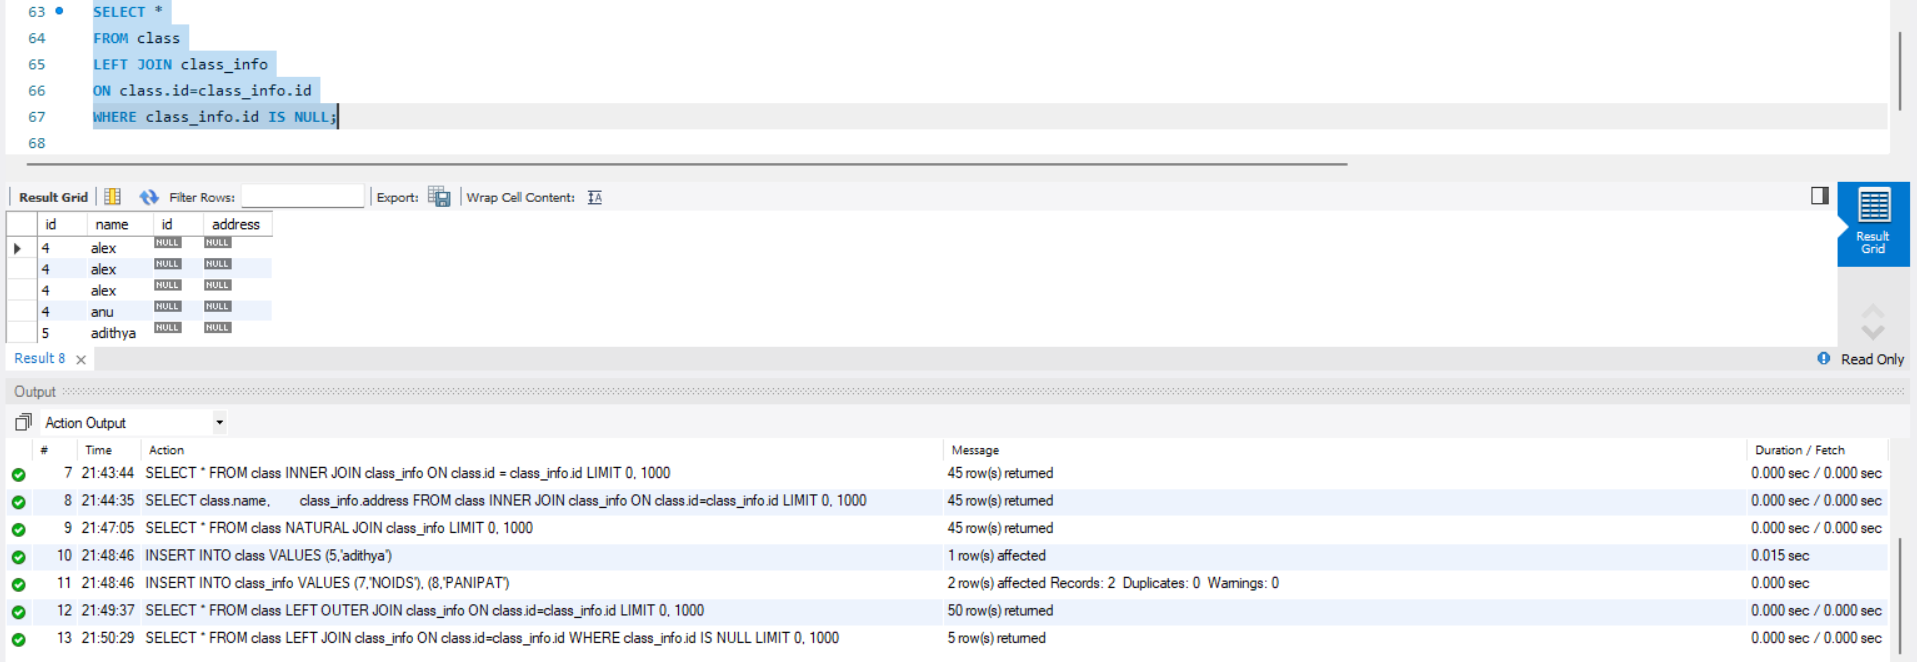 63 SELECT *
64 FROM class
65 LEFT JOIN class_info
66 ON class.id=class_info.id
67 WHERE class_info.id IS NULL;
68
Result Grid Filter Rows: Export: Wrap Cell Content: IA
id name id address
4 alex NULL NULL
4 alex NULL NULL
4 alex NULL NULL
4 anu NULL NULL
5 adithya NULL NULL
Result Grid
Result 8 × Read Only
Output
Action Output
# Time Action Message Duration / Fetch
7 21:43:44 SELECT * FROM class INNER JOIN class_info ON class.id = class_info.id LIMIT 0, 1000 45 row(s) returned 0.000 sec / 0.000 sec
8 21:44:35 SELECT class.name, class_info.address FROM class INNER JOIN class_info ON class.id=class_info.id LIMIT 0, 1000 45 row(s) returned 0.000 sec / 0.000 sec
9 21:47:05 SELECT * FROM class NATURAL JOIN class_info LIMIT 0, 1000 45 row(s) returned 0.000 sec / 0.000 sec
10 21:48:46 INSERT INTO class VALUES (5,'adithya') 1 row(s) affected 0.015 sec
11 21:48:46 INSERT INTO class_info VALUES (7,'NOIDS'), (8,'PANIPAT') 2 row(s) affected Records: 2 Duplicates: 0 Warnings: 0 0.000 sec
12 21:49:37 SELECT * FROM class LEFT OUTER JOIN class_info ON class.id=class_info.id LIMIT 0, 1000 50 row(s) returned 0.000 sec / 0.000 sec
13 21:50:29 SELECT * FROM class LEFT JOIN class_info ON class.id=class_info.id WHERE class_info.id IS NULL LIMIT 0, 1000 5 row(s) returned 0.000 sec / 0.000 sec